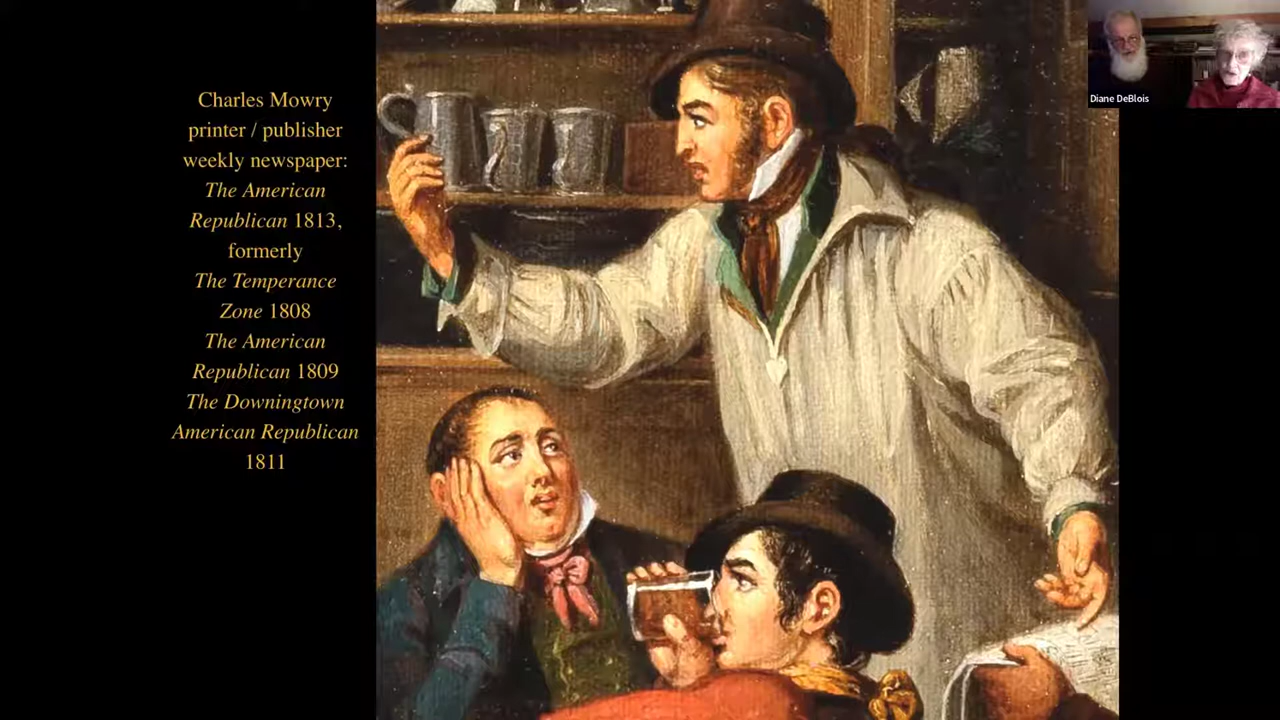 Charles Mowry
printer / publisher
weekly newspaper:
The American
Republican 1813,
formerly
The Temperance
Zone 1808
The American
Republican 1809
The Downingtown
American Republican
1811
Diane DeBlois